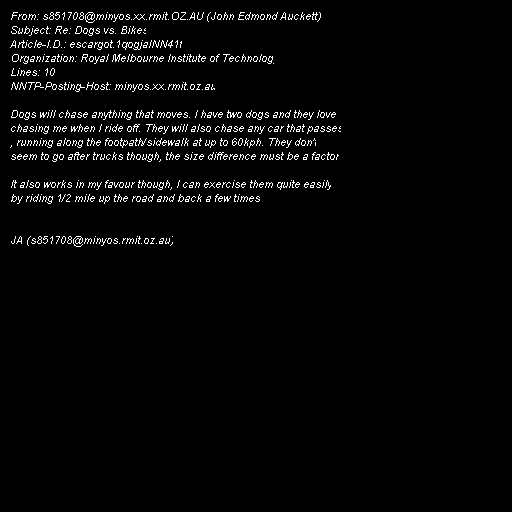 From: s851708@minyos.xx.rmit.OZ.AU (John Edmond Auckett)
Subject: Re: Dogs vs. Bikes
Article-I.D.: escargot.1qogjaINN41t
Organization: Royal Melbourne Institute of Technology
Lines: 10
NNTP-Posting-Host: minyos.xx.rmit.oz.au
Dogs will chase anything that moves. I have two dogs and they love
chasing me when I ride off. They will also chase any car that passes
, running along the footpath/sidewalk at up to 60kph. They don't
seem to go after trucks though, the size difference must be a factor
It also works in my favour though, I can exercise them quite easily
by riding 1/2 mile up the road and back a few times
JA (s851708@minyos.rmit.oz.au)